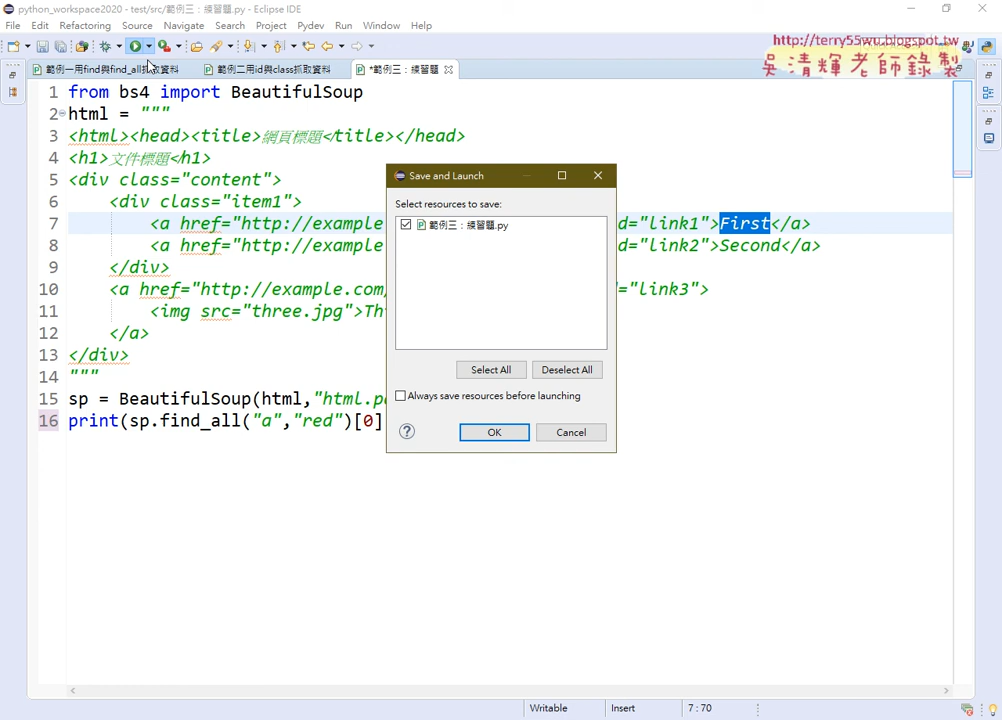 python_workspace2020 - test/src/範例三：練習題.py - Eclipse IDE
File Edit Refactoring Source Navigate Search Project Pydev Run Window Help
http://terry55wu.blogspot.tw
吳清輝老師錄製
範例一用find與find_all抓取資料 範例二用id與class抓取資料 *範例三：練習題
1 from bs4 import BeautifulSoup
2 html = """
3 <html><head><title>網頁標題</title></head>
4 <h1>文件標題</h1>
5 <div class="content">
6 <div class="item1">
7 <a href="http://example d="link1">First</a>
8 <a href="http://example d="link2">Second</a>
9 </div>
10 <a href="http://example.com, d="link3">
11 <img src="three.jpg">Th
12 </a>
13 </div>
14 """
15 sp = BeautifulSoup(html,"html.p
16 print(sp.find_all("a","red")[0]
Save and Launch
Select resources to save:
範例三：練習題.py
Select All Deselect All
Always save resources before launching
OK Cancel
Writable Insert 7 : 70